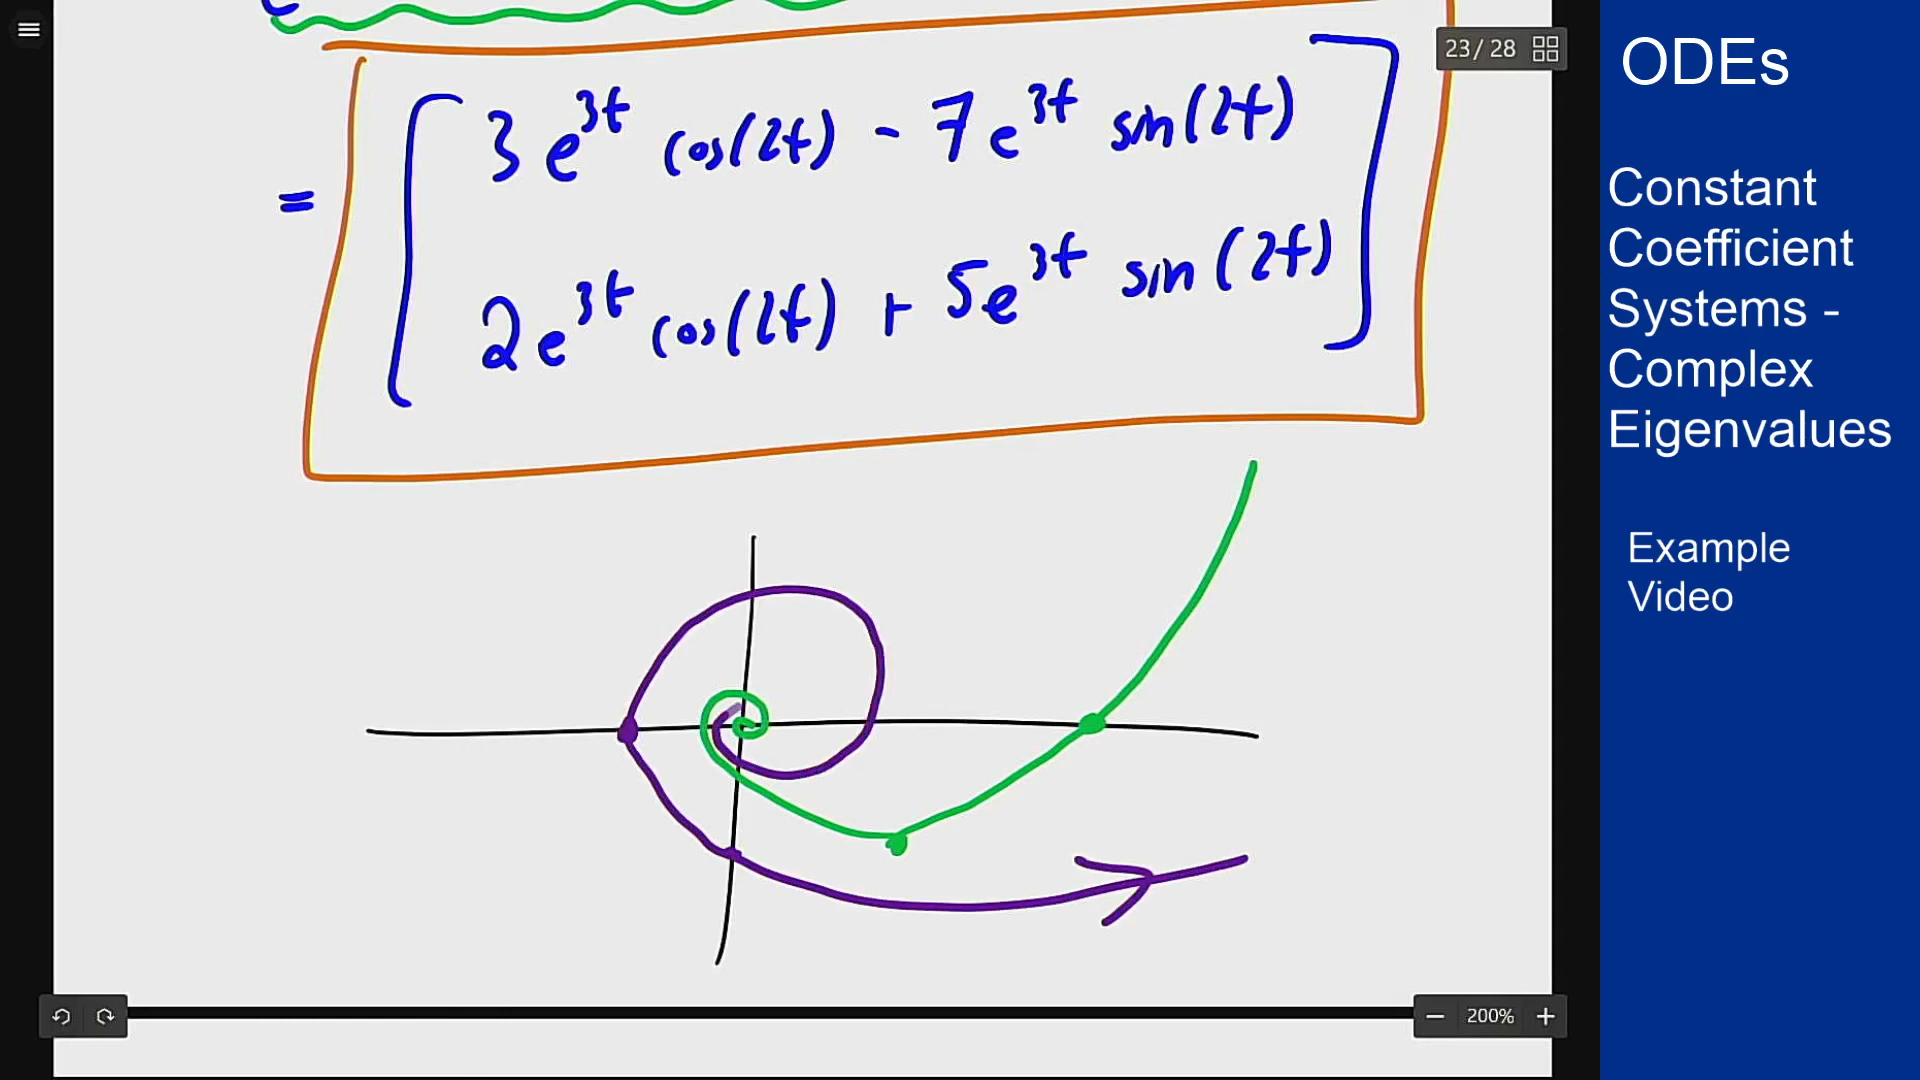 23 / 28
3e^{3t} cos(2t) - 7e^{3t} sin(2t)
=
2e^{3t} cos(2t) + 5e^{3t} sin(2t)
ODEs
Constant
Coefficient
Systems -
Complex
Eigenvalues
Example
Video
200%